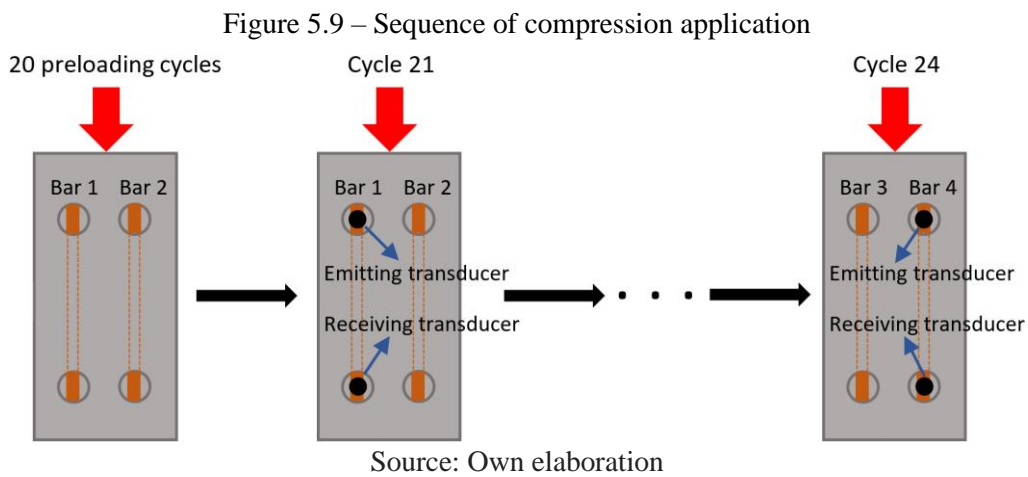 Figure 5.9 – Sequence of compression application
20 preloading cycles
Bar 1 Bar 2
Cycle 21
Bar 1 Bar 2
Emitting transducer
Receiving transducer
Cycle 24
Bar 3 Bar 4
Emitting transducer
Receiving transducer
Source: Own elaboration